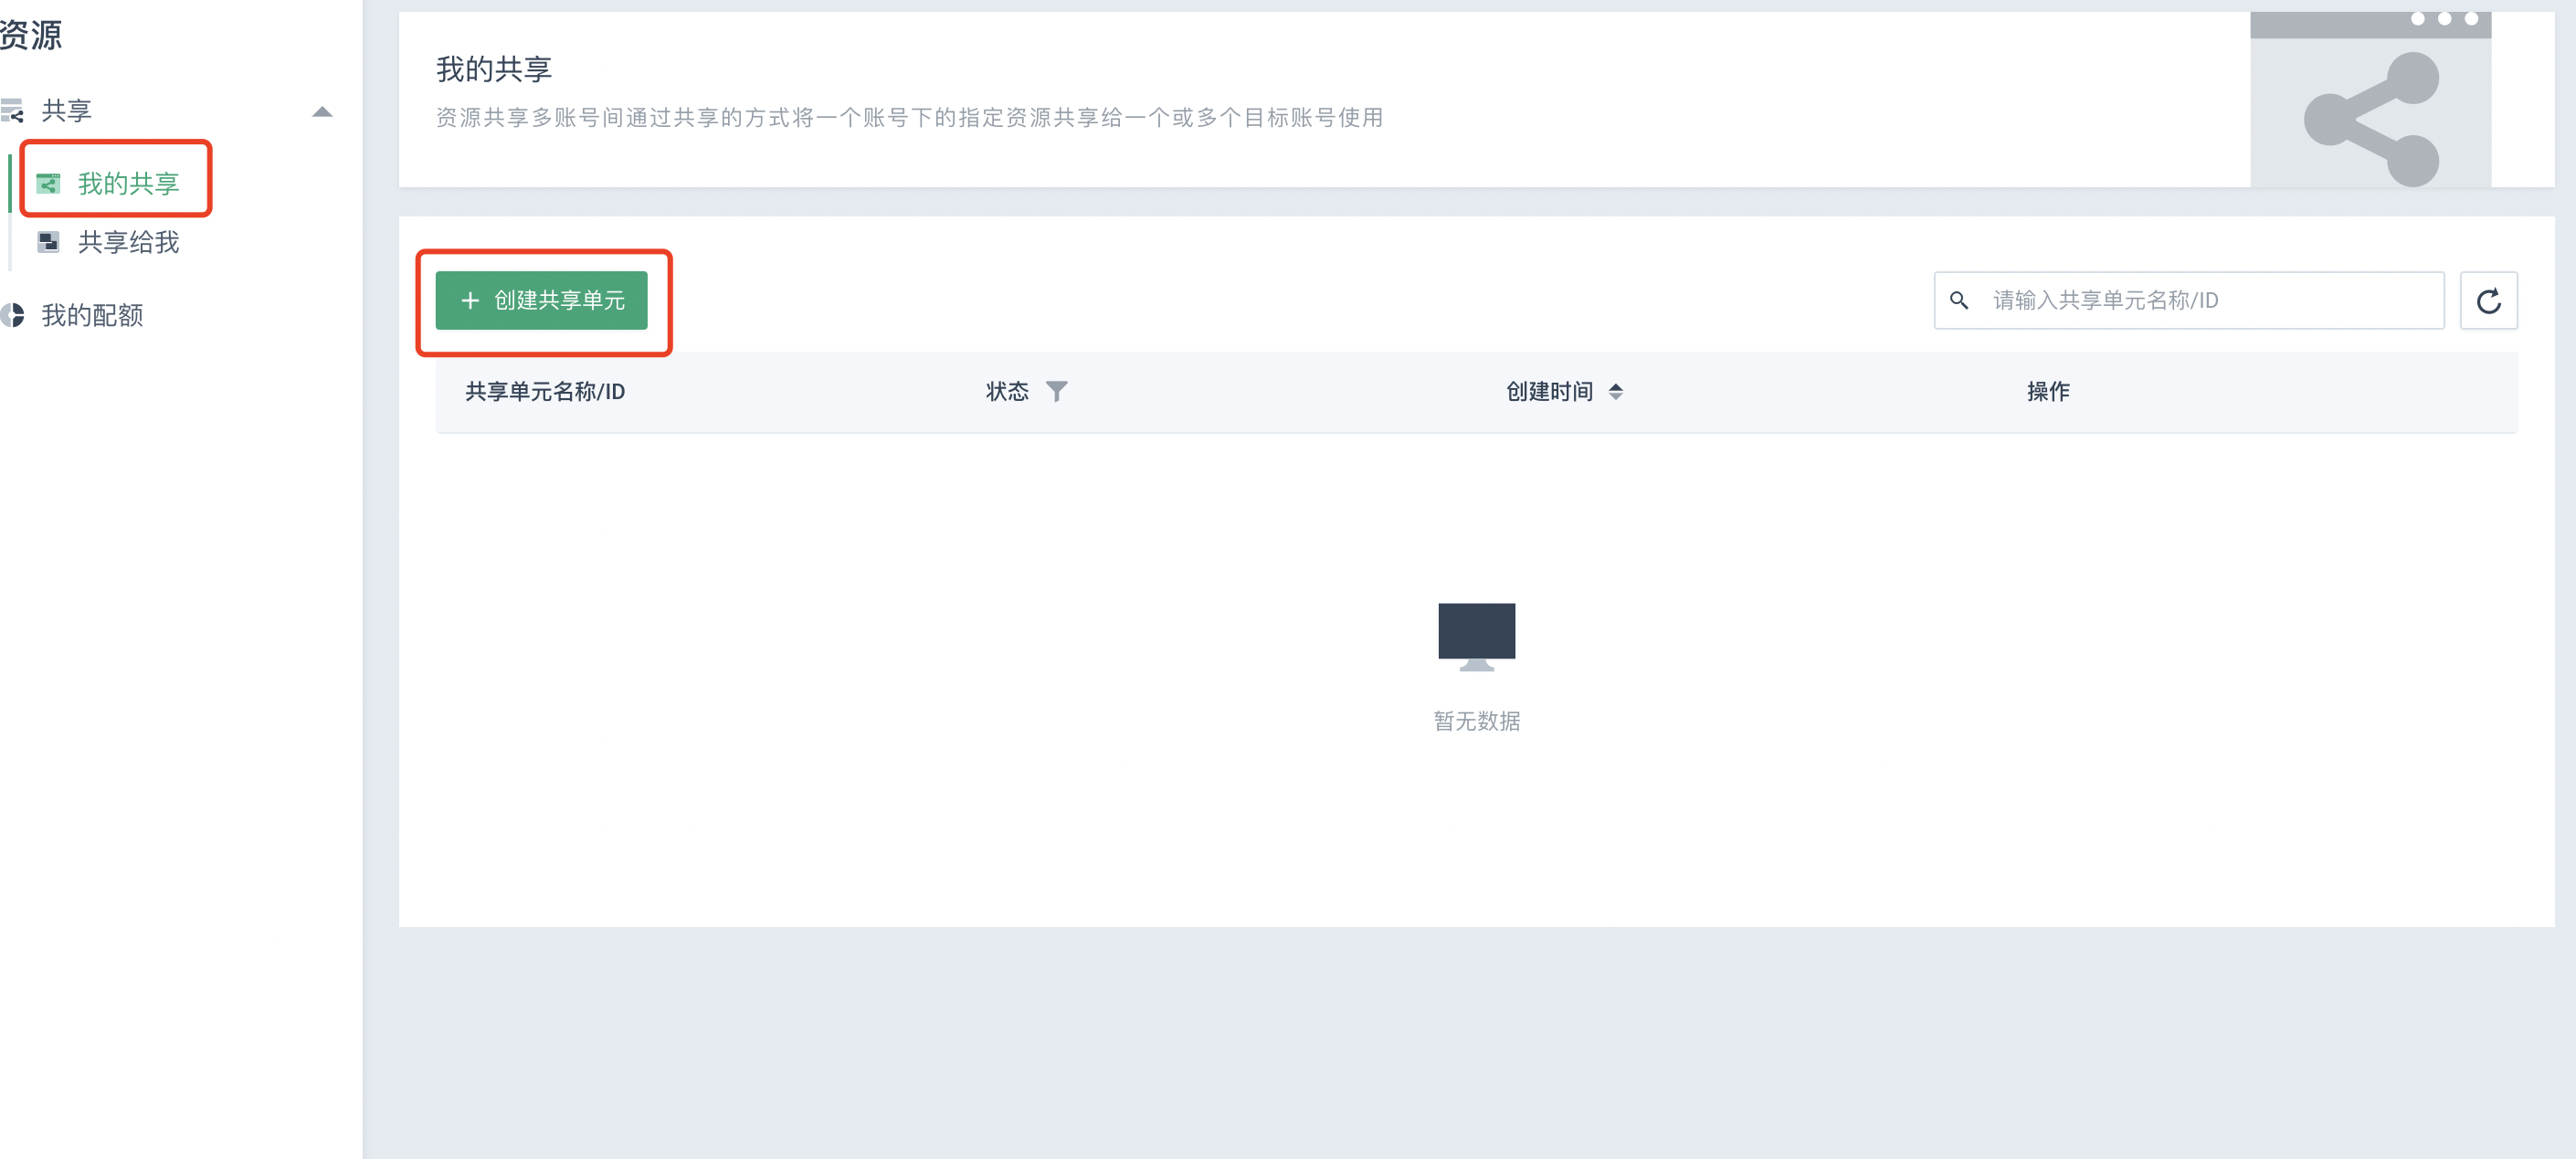 资源
共享
我的共享
共享给我
我的配额
我的共享
资源共享多账号间通过共享的方式将一个账号下的指定资源共享给一个或多个目标账号使用
+ 创建共享单元
请输入共享单元名称/ID
共享单元名称/ID 状态 创建时间 操作
暂无数据